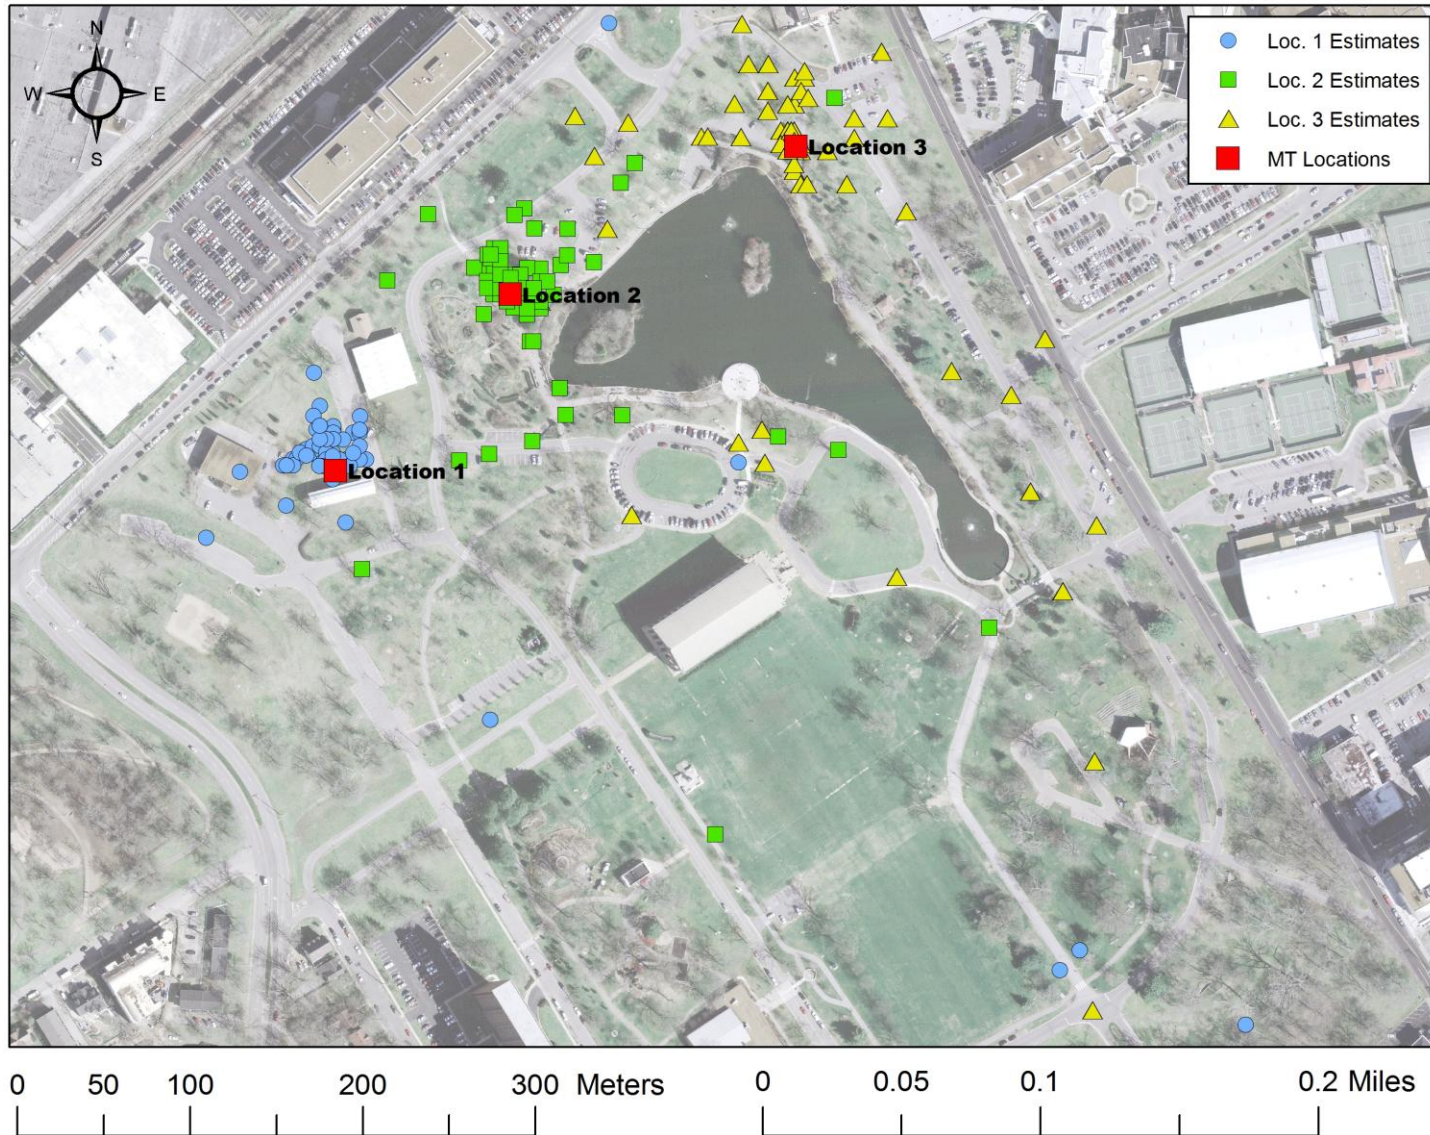 N
W E
S
Loc. 1 Estimates
Loc. 2 Estimates
Loc. 3 Estimates
MT Locations
Location 3
Location 2
Location 1
0 50 100 200 300 Meters
0 0.05 0.1 0.2 Miles